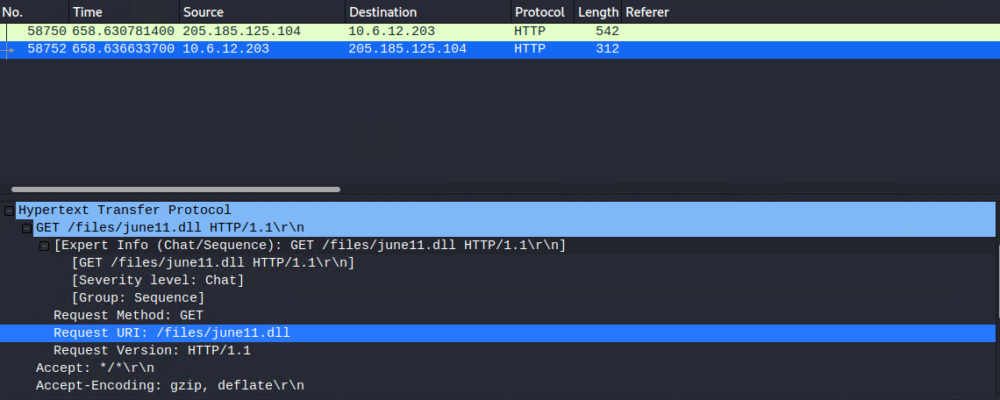 No. Time Source Destination Protocol Length Referer
58750 658.630781400 205.185.125.104 10.6.12.203 HTTP 542
58752 658.636633700 10.6.12.203 205.185.125.104 HTTP 312
Hypertext Transfer Protocol
GET /files/june11.dll HTTP/1.1\r\n
[Expert Info (Chat/Sequence): GET /files/june11.dll HTTP/1.1\r\n]
[GET /files/june11.dll HTTP/1.1\r\n]
[Severity level: Chat]
[Group: Sequence]
Request Method: GET
Request URI: /files/june11.dll
Request Version: HTTP/1.1
Accept: */*\r\n
Accept-Encoding: gzip, deflate\r\n